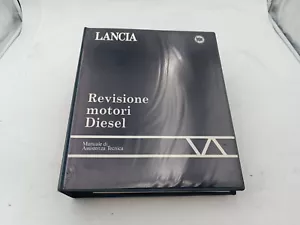 LANCIA
Revisione
motori
Diesel
Manuale di
Assistenza Tecnica